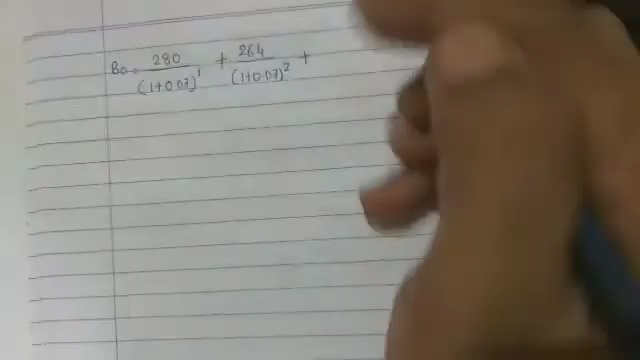 B0 = 280/(1+0.07)^1 + 264/(1+0.07)^2 +